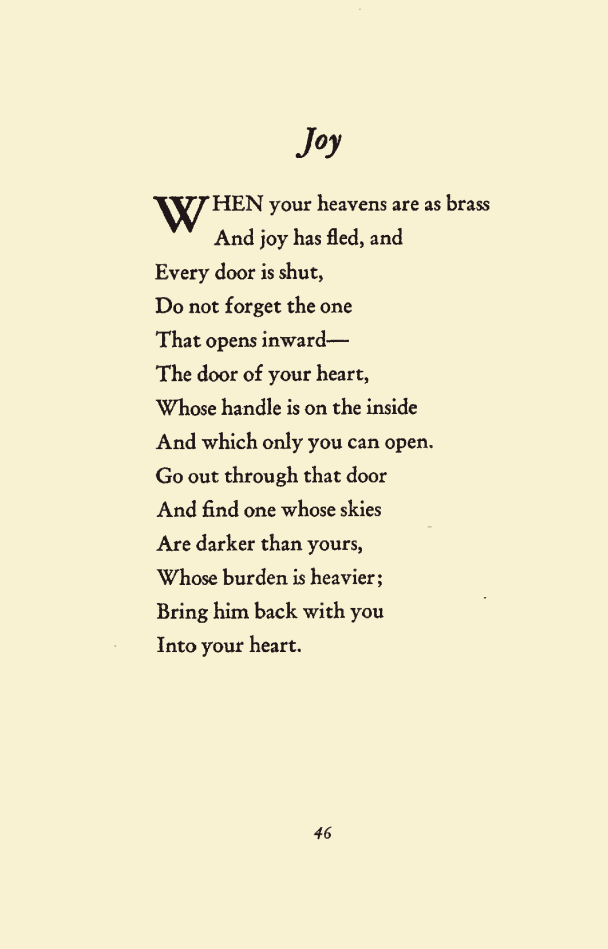 Joy
WHEN your heavens are as brass
And joy has fled, and
Every door is shut,
Do not forget the one
That opens inward—
The door of your heart,
Whose handle is on the inside
And which only you can open.
Go out through that door
And find one whose skies
Are darker than yours,
Whose burden is heavier;
Bring him back with you
Into your heart.
46